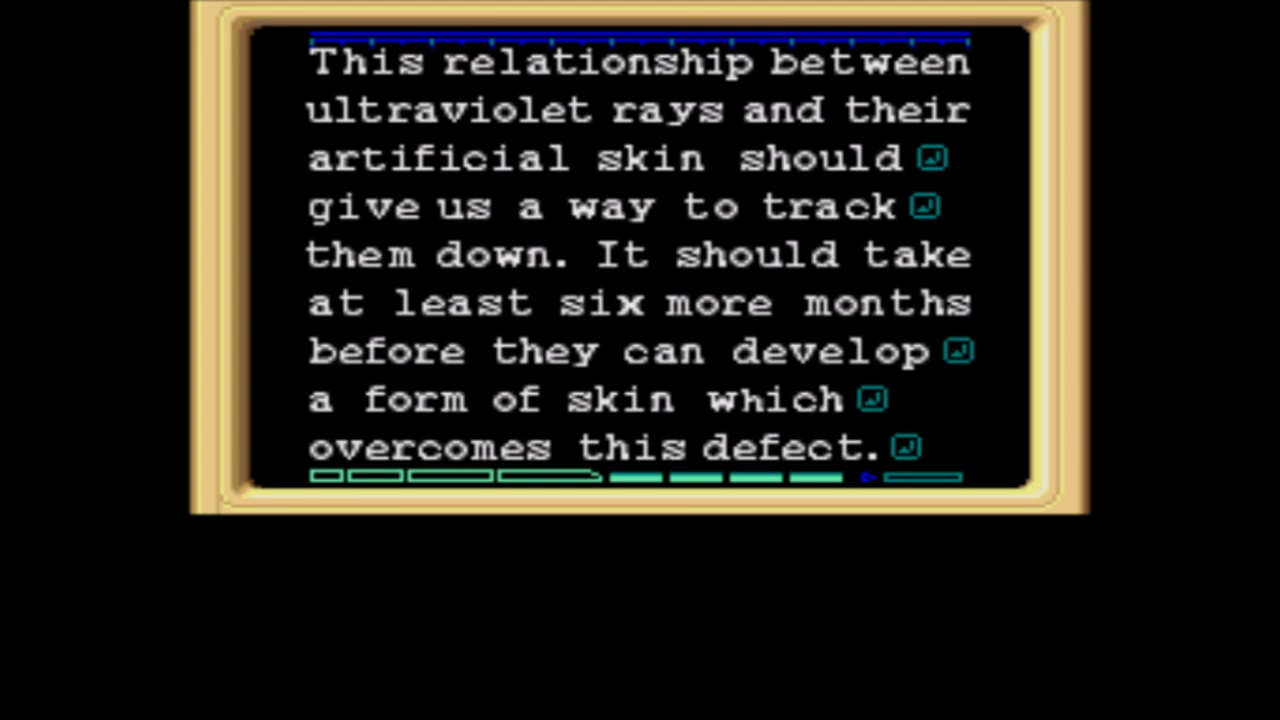 This relationship between
ultraviolet rays and their
artificial skin should
give us a way to track
them down. It should take
at least six more months
before they can develop
a form of skin which
overcomes this defect.